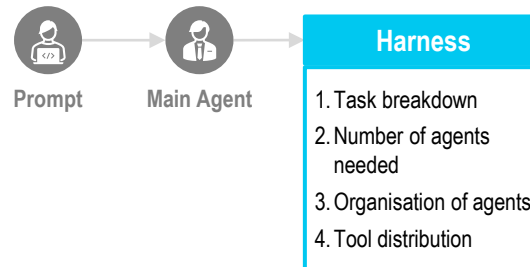 Harness
Prompt
Main Agent
1. Task breakdown
2. Number of agents
needed
3. Organisation of agents
4. Tool distribution